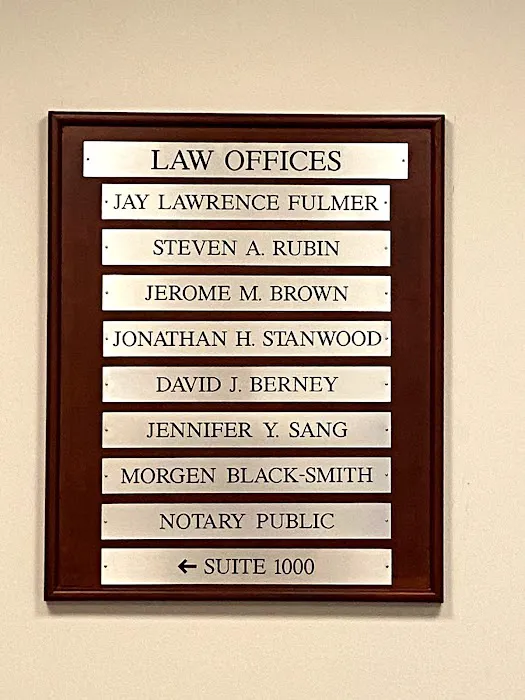 LAW OFFICES
JAY LAWRENCE FULMER
STEVEN A. RUBIN
JEROME M. BROWN
JONATHAN H. STANWOOD
DAVID J. BERNEY
JENNIFER Y. SANG
MORGEN BLACK-SMITH
NOTARY PUBLIC
← SUITE 1000